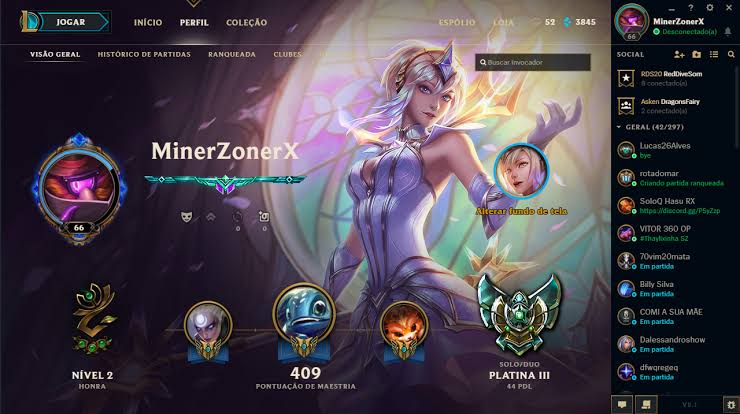 JOGAR
INÍCIO
PERFIL
COLEÇÃO
ESPÓLIO
LOJA
52
3845
VISÃO GERAL
HISTÓRICO DE PARTIDAS
RANQUEADA
CLUBES
Buscar Invocador
MinerZonerX
66
0
0
Alterar fundo de tela
NÍVEL 2
HONRA
409
PONTUAÇÃO DE MAESTRIA
SOLO/DUO
PLATINA III
44 PDL
66
MinerZonerX
Desconectado(a)
SOCIAL
RDS20 RedDiveSom
8 conectado(a)
Asken DragonsFairy
2 conectado(a)
GERAL (42/297)
Lucas26Alves
bye
rotadomar
Criando partida ranqueada
SoloQ Hasu RX
https://discord.gg/P5yZzp
VITOR 360 OP
#Thaylixinha S2
70vim20mata
Em partida
Billy Silva
Em partida
COMI A SUA MÃE
Em partida
Dalessandroshow
Em partida
dfwqregeq
Em partida
V9.1